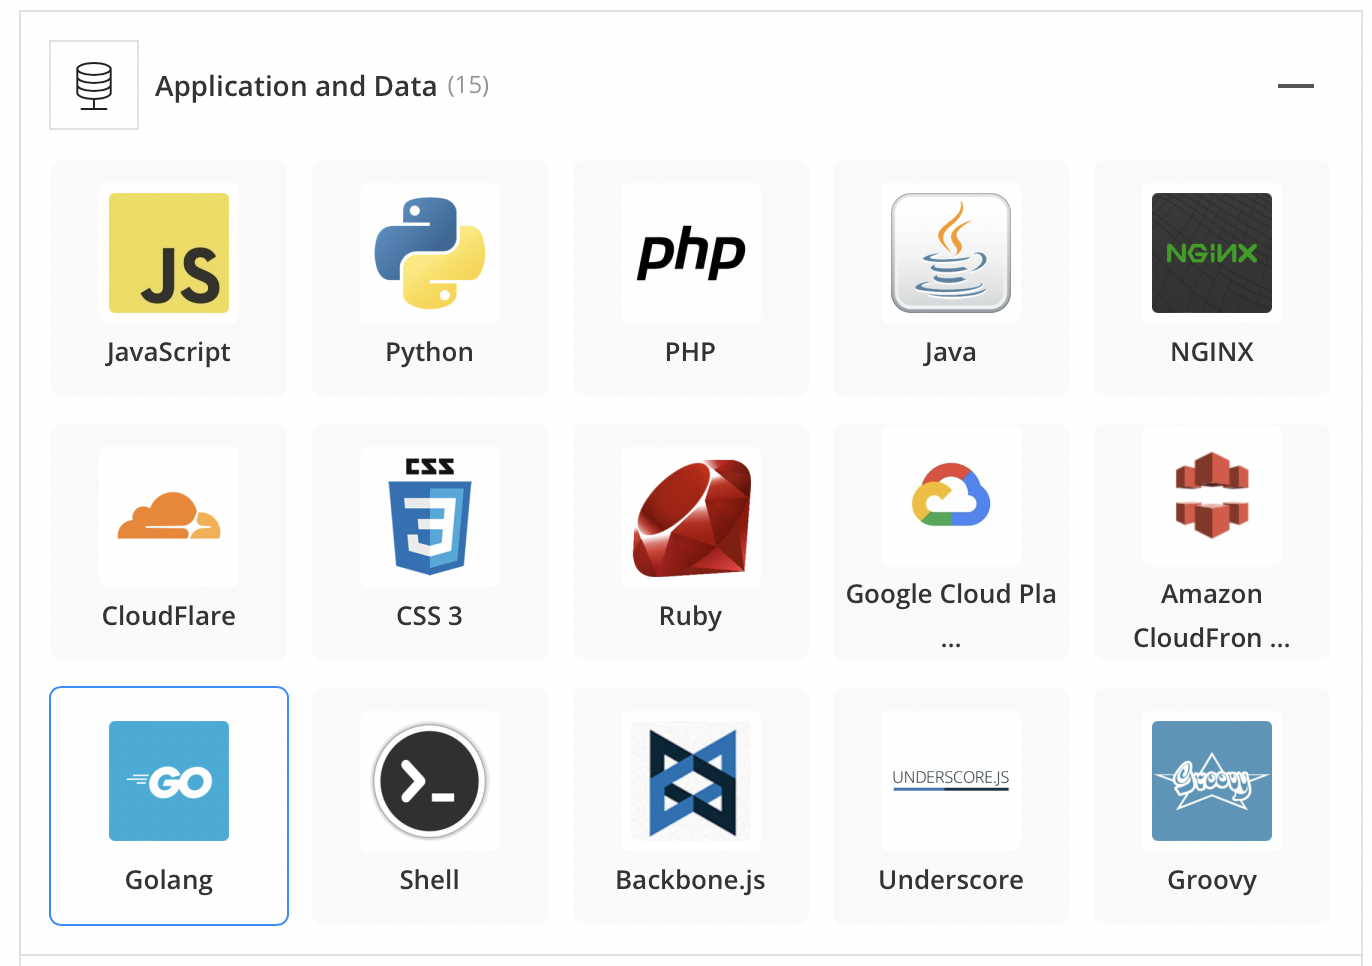 Application and Data (15)
JS
php
NGINX
JavaScript
Python
PHP
Java
NGINX
CSS
3
CloudFlare
CSS 3
Ruby
Google Cloud Pla
...
Amazon
CloudFron ...
GO
>_
UNDERSCORE.JS
Groovy
Golang
Shell
Backbone.js
Underscore
Groovy